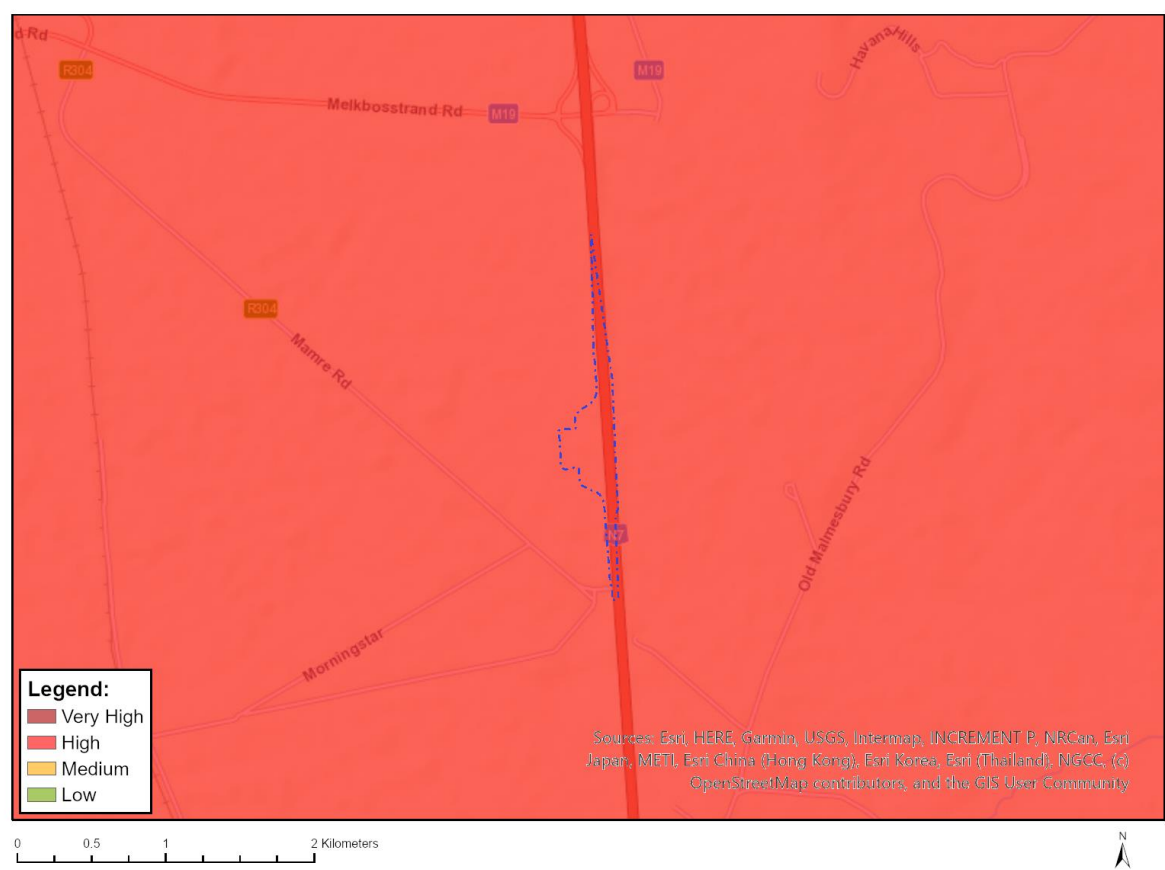 d Rd
R304
Melkbosstrand Rd
M19
M19
Havana Hills
R304
Mamre Rd
N7
Old Malmesbury Rd
Morningstar
Legend:
Very High
High
Medium
Low
Sources: Esri, HERE, Garmin, USGS, Intermap, INCREMENT P, NRCan, Esri
Japan, METI, Esri China (Hong Kong), Esri Korea, Esri (Thailand), NGCC, (c)
OpenStreetMap contributors, and the GIS User Community
0 0.5 1 2 Kilometers
N